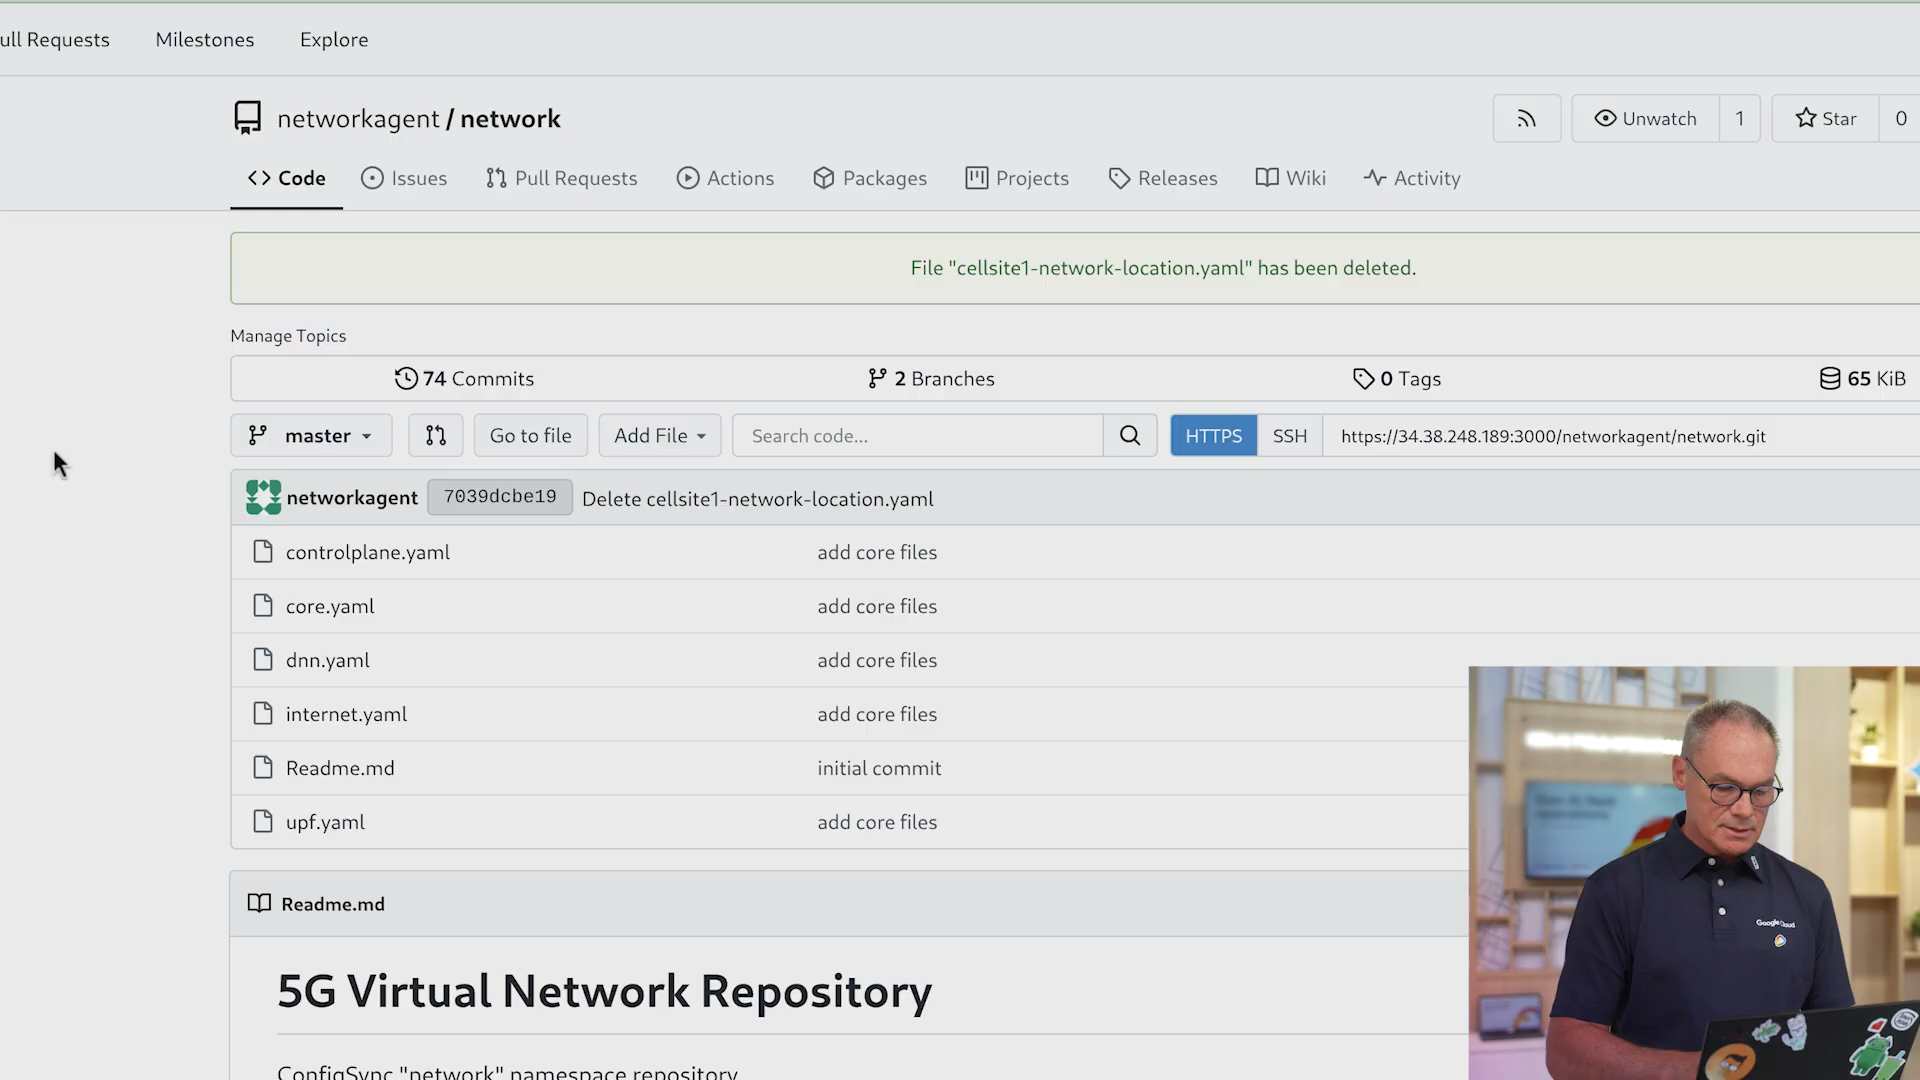 ull Requests
Milestones
Explore
networkagent / network
Unwatch
1
Star
0
Code
Issues
Pull Requests
Actions
Packages
Projects
Releases
Wiki
Activity
File "cellsite1-network-location.yaml" has been deleted.
Manage Topics
74 Commits
2 Branches
0 Tags
65 KiB
master
Go to file
Add File
Search code...
HTTPS
SSH
https://34.38.248.189:3000/networkagent/network.git
networkagent
7039dcbe19
Delete cellsite1-network-location.yaml
controlplane.yaml
add core files
core.yaml
add core files
dnn.yaml
add core files
internet.yaml
add core files
Readme.md
initial commit
upf.yaml
add core files
Readme.md
5G Virtual Network Repository
ConfigSync "network" namespace repository
Google Cloud